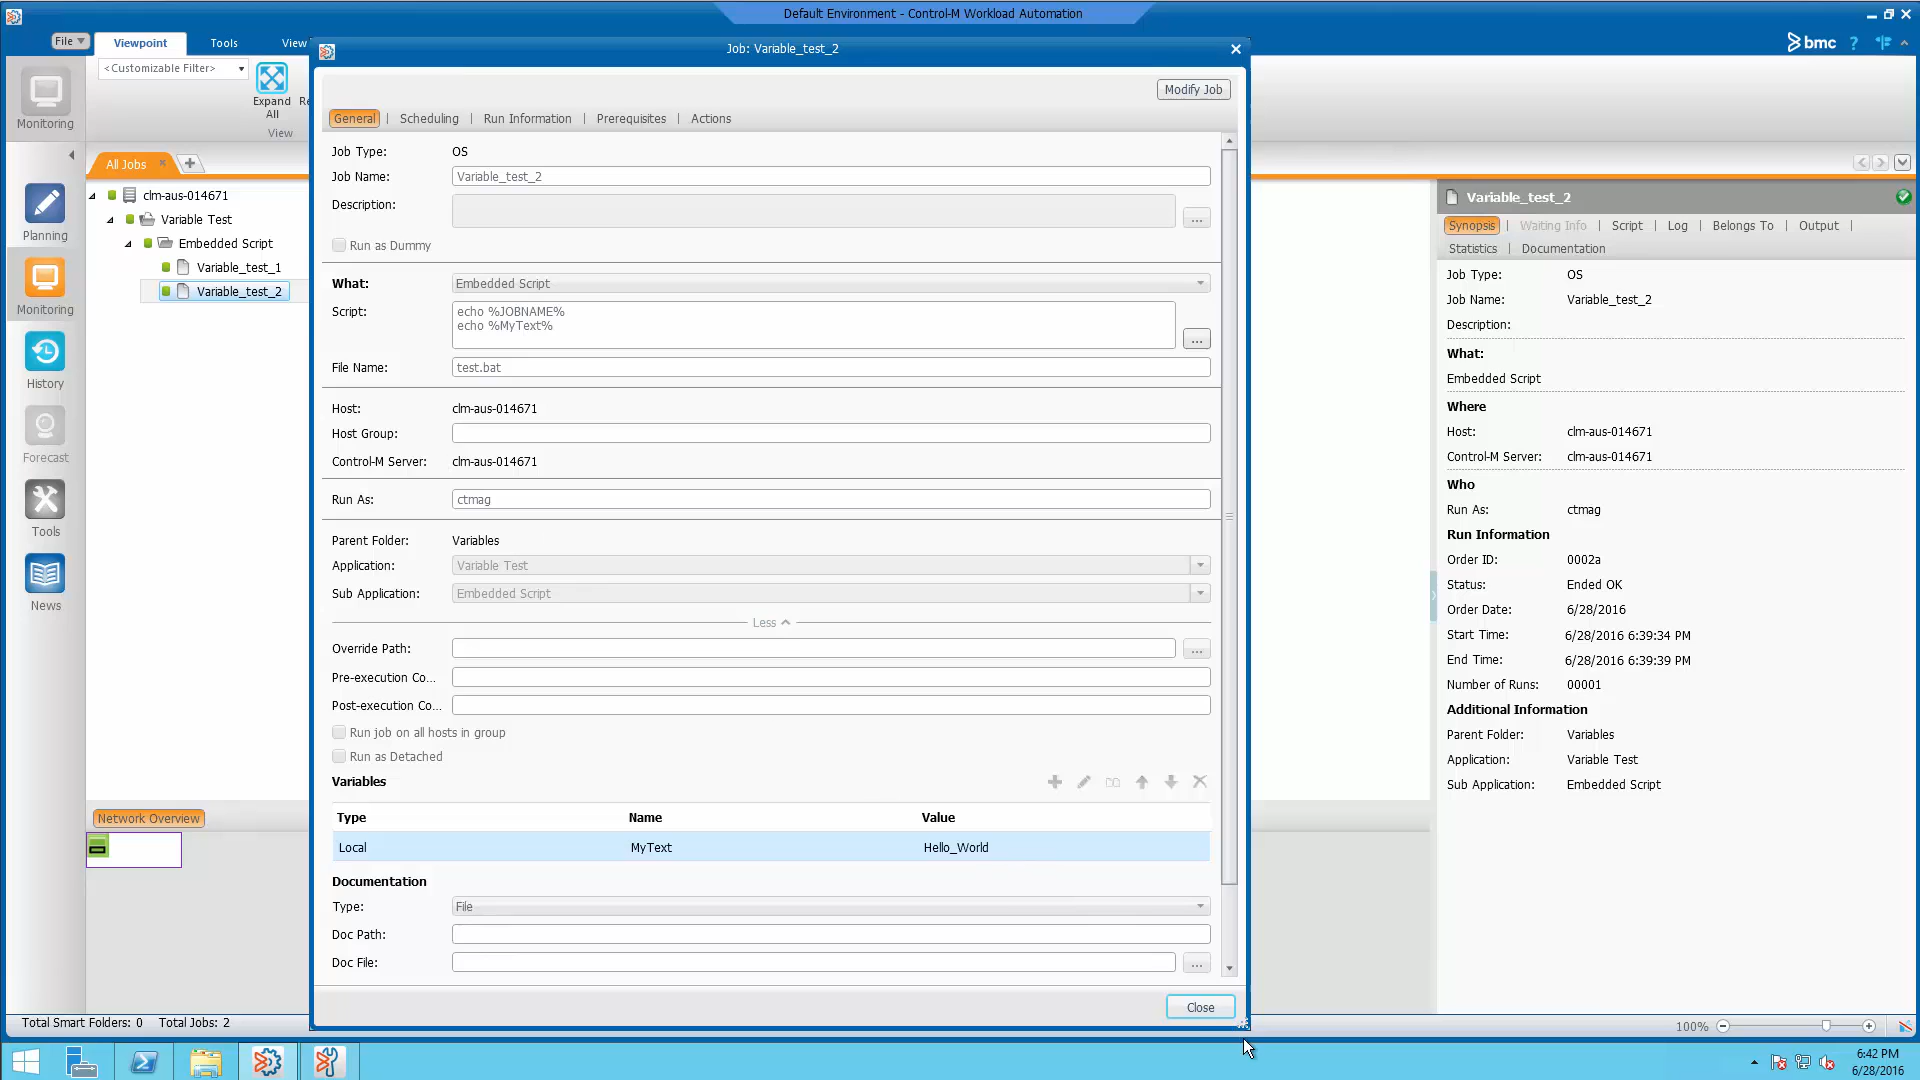 Default Environment - Control-M Workload Automation
File
Viewpoint
Tools
View
bmc
?
Monitoring
<Customizable Filter>
Expand All
Re
View
All Jobs
clm-aus-014671
Variable Test
Embedded Script
Variable_test_1
Variable_test_2
Planning
Monitoring
History
Forecast
Tools
News
Network Overview
Total Smart Folders: 0 Total Jobs: 2
Job: Variable_test_2
Modify Job
General | Scheduling | Run Information | Prerequisites | Actions
Job Type: OS
Job Name: Variable_test_2
Description:
...
Run as Dummy
What: Embedded Script
Script: echo %JOBNAME%
echo %MyText%
...
File Name: test.bat
Host: clm-aus-014671
Host Group:
Control-M Server: clm-aus-014671
Run As: ctmag
Parent Folder: Variables
Application: Variable Test
Sub Application: Embedded Script
Less
Override Path:
...
Pre-execution Co...
Post-execution Co...
Run job on all hosts in group
Run as Detached
Variables
Type Name Value
Local MyText Hello_World
Documentation
Type: File
Doc Path:
Doc File:
...
Close
Variable_test_2
Synopsis | Waiting Info | Script | Log | Belongs To | Output |
Statistics | Documentation
Job Type: OS
Job Name: Variable_test_2
Description:
What:
Embedded Script
Where
Host: clm-aus-014671
Control-M Server: clm-aus-014671
Who
Run As: ctmag
Run Information
Order ID: 0002a
Status: Ended OK
Order Date: 6/28/2016
Start Time: 6/28/2016 6:39:34 PM
End Time: 6/28/2016 6:39:39 PM
Number of Runs: 00001
Additional Information
Parent Folder: Variables
Application: Variable Test
Sub Application: Embedded Script
100%
6:42 PM
6/28/2016